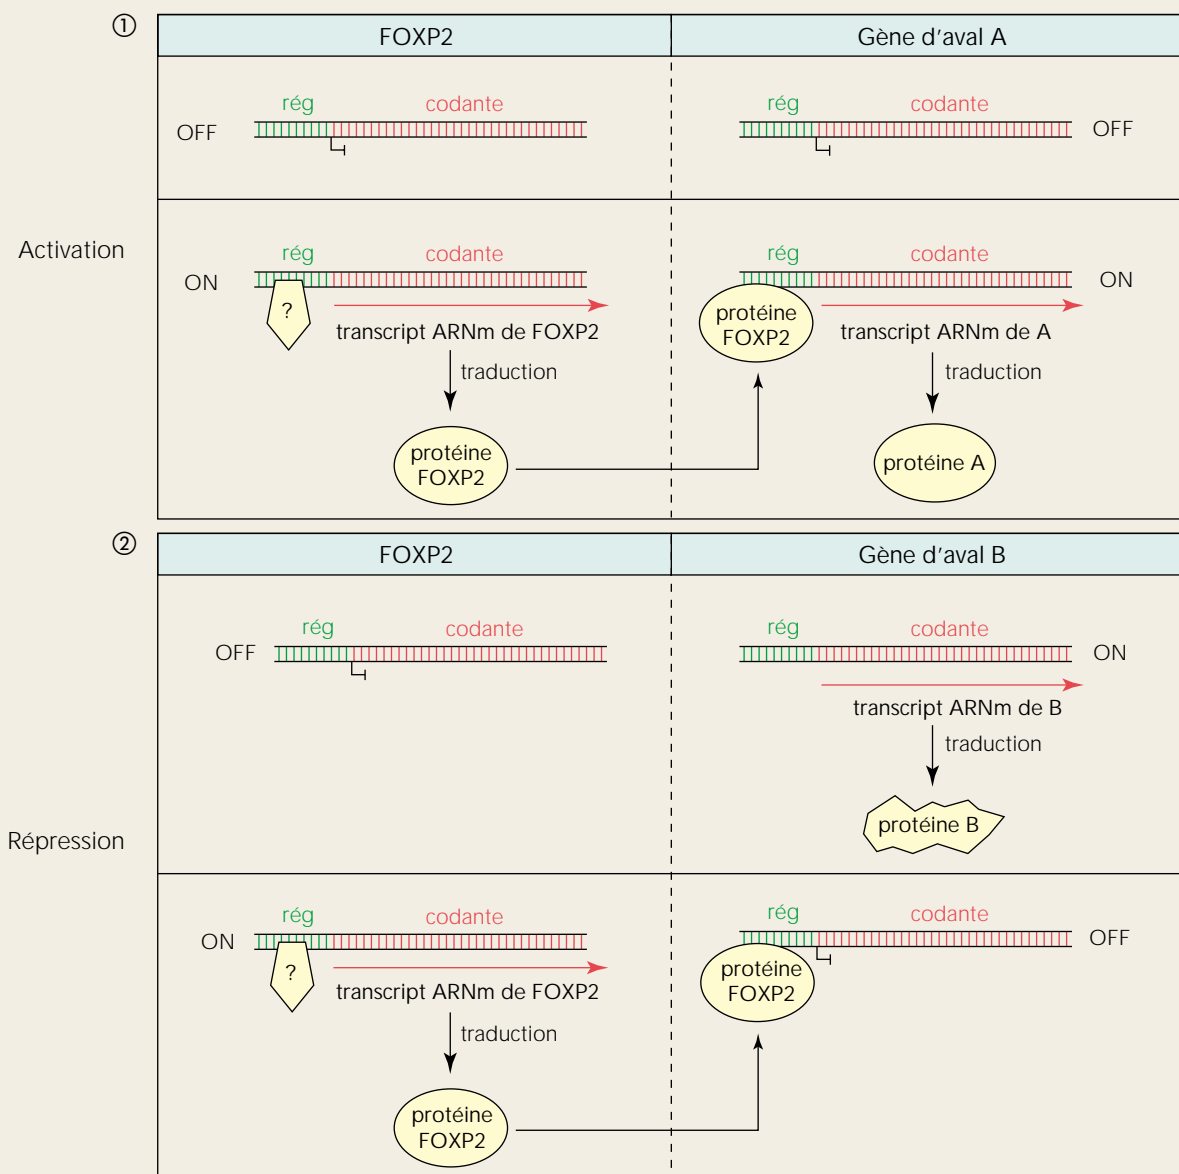 ①
FOXP2
Gène d'aval A
rég
codante
OFF
rég
codante
OFF
Activation
rég
codante
ON
?
transcript ARNm de FOXP2
traduction
protéine
FOXP2
rég
codante
ON
protéine
FOXP2
transcript ARNm de A
traduction
protéine A
②
FOXP2
Gène d'aval B
rég
codante
OFF
rég
codante
ON
transcript ARNm de B
traduction
protéine B
Répression
rég
codante
ON
?
transcript ARNm de FOXP2
traduction
protéine
FOXP2
rég
codante
OFF
protéine
FOXP2